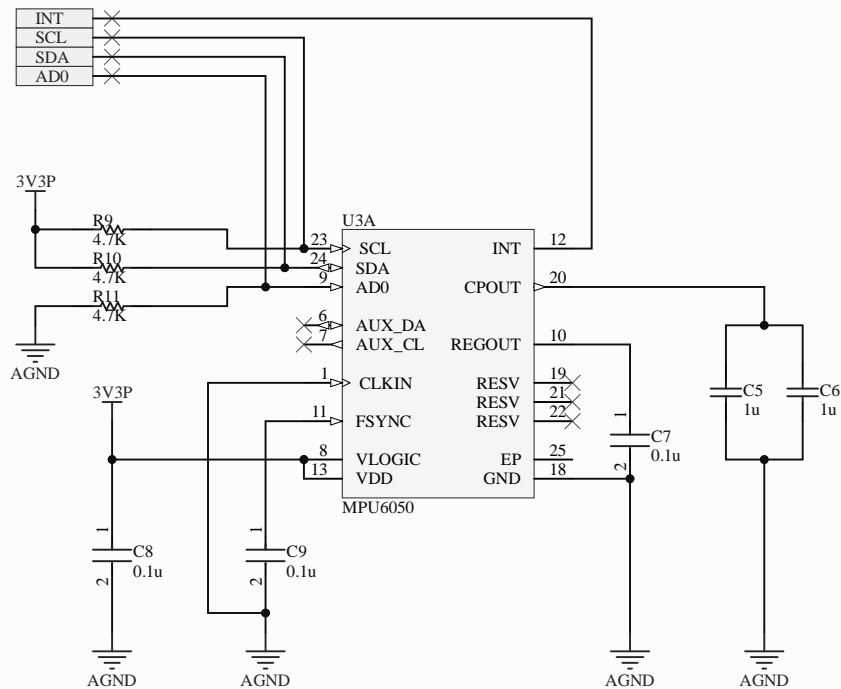 INT
SCL
SDA
AD0
3V3P
R9
4.7K
R10
4.7K
R11
4.7K
AGND
U3A
23 SCL
24 SDA
9 AD0
6 AUX_DA
7 AUX_CL
1 CLKIN
11 FSYNC
8 VLOGIC
13 VDD
INT 12
CPOUT 20
REGOUT 10
RESV 19
RESV 21
RESV 22
EP 25
GND 18
MPU6050
C5
1u
C6
1u
1
C7
0.1u
2
3V3P
1
C8
0.1u
2
1
C9
0.1u
2
AGND
AGND
AGND
AGND